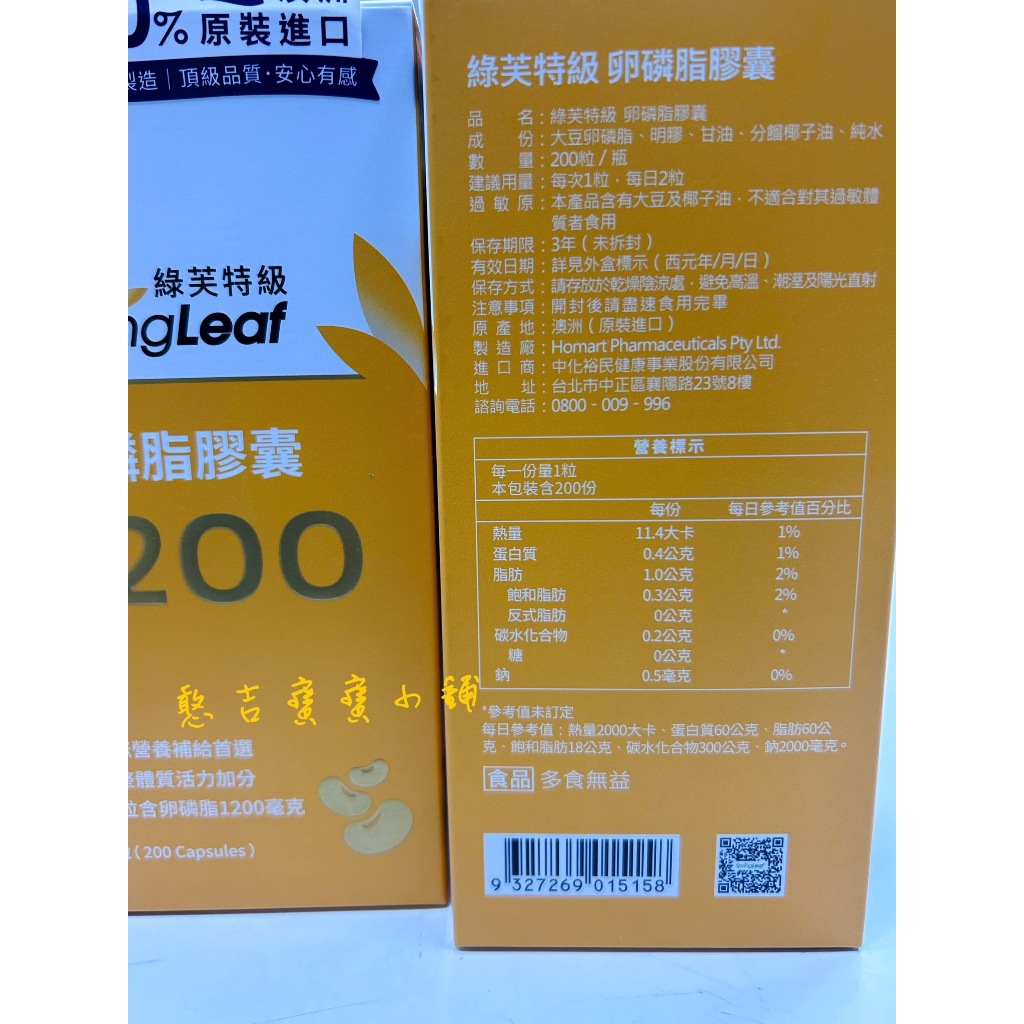 0%原裝進口
製造｜頂級品質·安心有感
綠芙特級
ngLeaf
磷脂膠囊
200
憨吉寶寶小舖
營養補給首選
體質活力加分
粒含卵磷脂1200毫克
(200 Capsules)
綠芙特級 卵磷脂膠囊
品　　名：綠芙特級 卵磷脂膠囊
成　　份：大豆卵磷脂、明膠、甘油、分餾椰子油、純水
數　　量：200粒 / 瓶
建議用量：每次1粒，每日2粒
過 敏 原：本產品含有大豆及椰子油，不適合對其過敏體
質者食用
保存期限：3年（未拆封）
有效日期：詳見外盒標示（西元年/月/日）
保存方式：請存放於乾燥陰涼處，避免高溫、潮溼及陽光直射
注意事項：開封後請盡速食用完畢
原 產 地：澳洲（原裝進口）
製 造 廠：Homart Pharmaceuticals Pty Ltd.
進 口 商：中化裕民健康事業股份有限公司
地　　址：台北市中正區襄陽路23號8樓
諮詢電話：0800 - 009 - 996
營養標示
每一份量1粒
本包裝含200份
每份 每日參考值百分比
熱量 11.4大卡 1%
蛋白質 0.4公克 1%
脂肪 1.0公克 2%
飽和脂肪 0.3公克 2%
反式脂肪 0公克 *
碳水化合物 0.2公克 0%
糖 0公克 *
鈉 0.5毫克 0%
*參考值未訂定
每日參考值：熱量2000大卡、蛋白質60公克、脂肪60公
克、飽和脂肪18公克、碳水化合物300公克、鈉2000毫克。
食品 多食無益
9 327269 015158
SpringLeaf